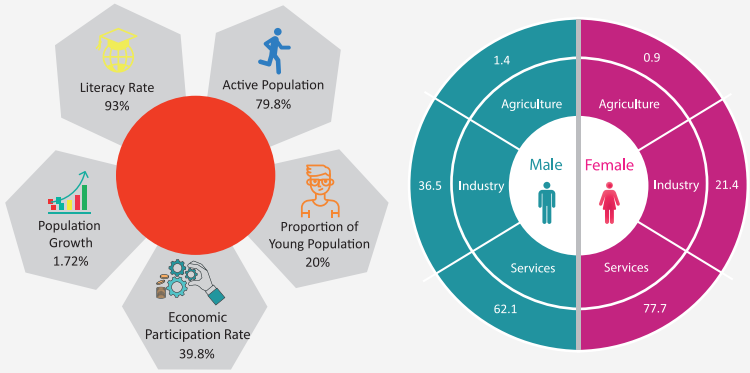 Literacy Rate
93%
Active Population
79.8%
Population
Growth
1.72%
Proportion of
Young Population
20%
Economic
Participation Rate
39.8%
1.4
0.9
Agriculture
Agriculture
Male
Female
36.5
Industry
Industry
21.4
Services
Services
62.1
77.7